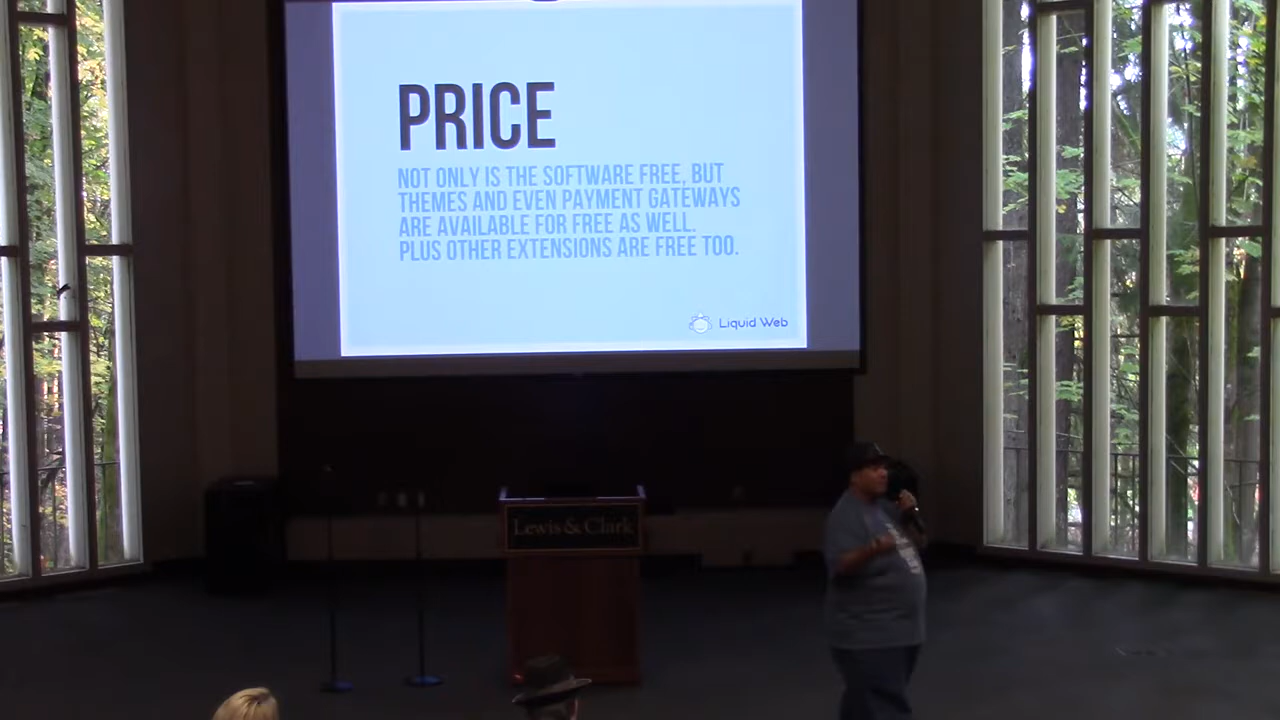 PRICE
NOT ONLY IS THE SOFTWARE FREE, BUT
THEMES AND EVEN PAYMENT GATEWAYS
ARE AVAILABLE FOR FREE AS WELL.
PLUS OTHER EXTENSIONS ARE FREE TOO.
Liquid Web
Lewis & Clark